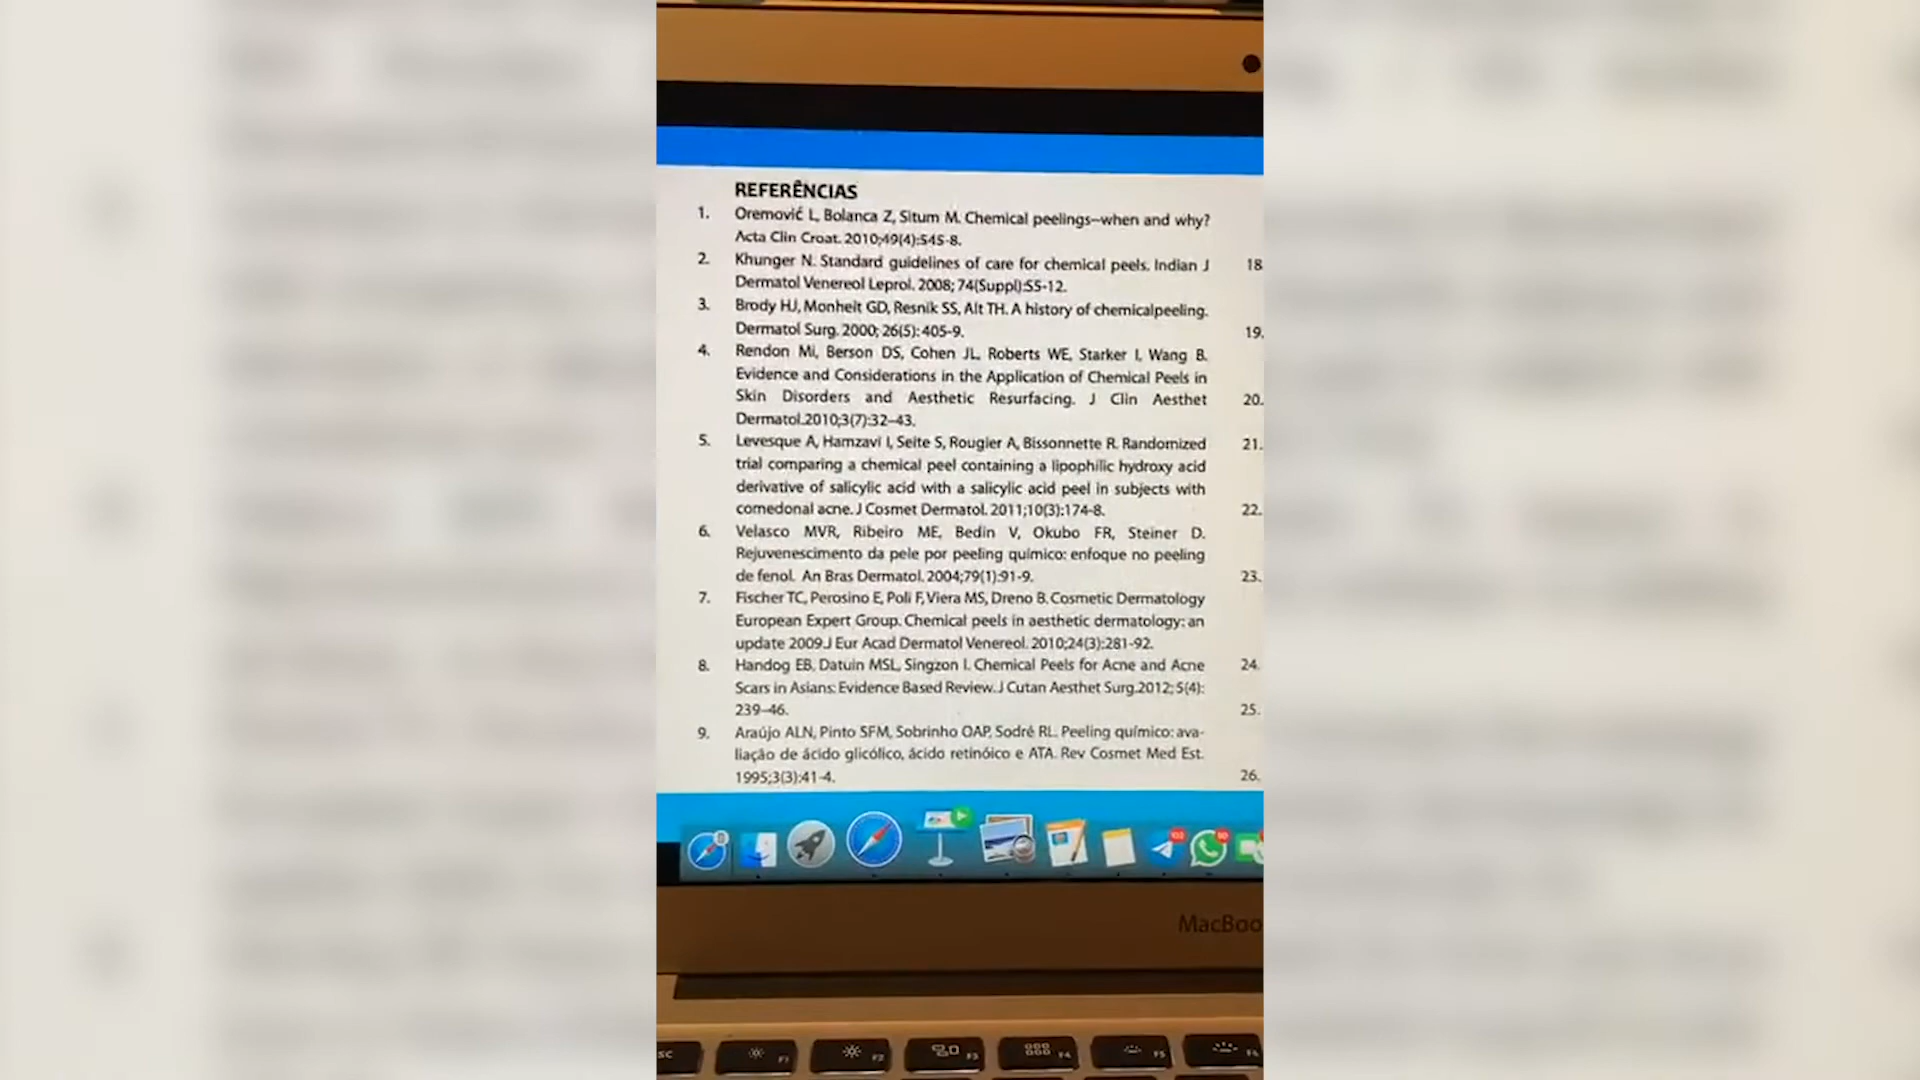 REFERÊNCIAS
1. Oremović L, Bolanca Z, Situm M. Chemical peelings—when and why?
Acta Clin Croat. 2010;49(4):545-8.
2. Khunger N. Standard guidelines of care for chemical peels. Indian J
Dermatol Venereol Leprol. 2008; 74(Suppl):S5-12.
3. Brody HJ, Monheit GD, Resnik SS, Alt TH. A history of chemicalpeeling.
Dermatol Surg. 2000; 26(5): 405-9.
4. Rendon MI, Berson DS, Cohen JL, Roberts WE, Starker I, Wang B.
Evidence and Considerations in the Application of Chemical Peels in
Skin Disorders and Aesthetic Resurfacing. J Clin Aesthet
Dermatol.2010;3(7):32–43.
5. Levesque A, Hamzavi I, Seite S, Rougier A, Bissonnette R. Randomized
trial comparing a chemical peel containing a lipophilic hydroxy acid
derivative of salicylic acid with a salicylic acid peel in subjects with
comedonal acne. J Cosmet Dermatol. 2011;10(3):174-8.
6. Velasco MVR, Ribeiro ME, Bedin V, Okubo FR, Steiner D.
Rejuvenescimento da pele por peeling químico: enfoque no peeling
de fenol. An Bras Dermatol. 2004;79(1):91-9.
7. Fischer TC, Perosino E, Poli F, Viera MS, Dreno B. Cosmetic Dermatology
European Expert Group. Chemical peels in aesthetic dermatology: an
update 2009.J Eur Acad Dermatol Venereol. 2010;24(3):281-92.
8. Handog EB, Datuin MSL, Singzon I. Chemical Peels for Acne and Acne
Scars in Asians: Evidence Based Review. J Cutan Aesthet Surg.2012; 5(4):
239–46.
9. Araújo ALN, Pinto SFM, Sobrinho OAP, Sodré RL. Peeling químico: ava-
liação de ácido glicólico, ácido retinóico e ATA. Rev Cosmet Med Est.
1995;3(3):41-4.
18
19.
20.
21.
22.
23.
24.
25.
26.
MacBoo
F1
F2
F3
F4
F5
F6